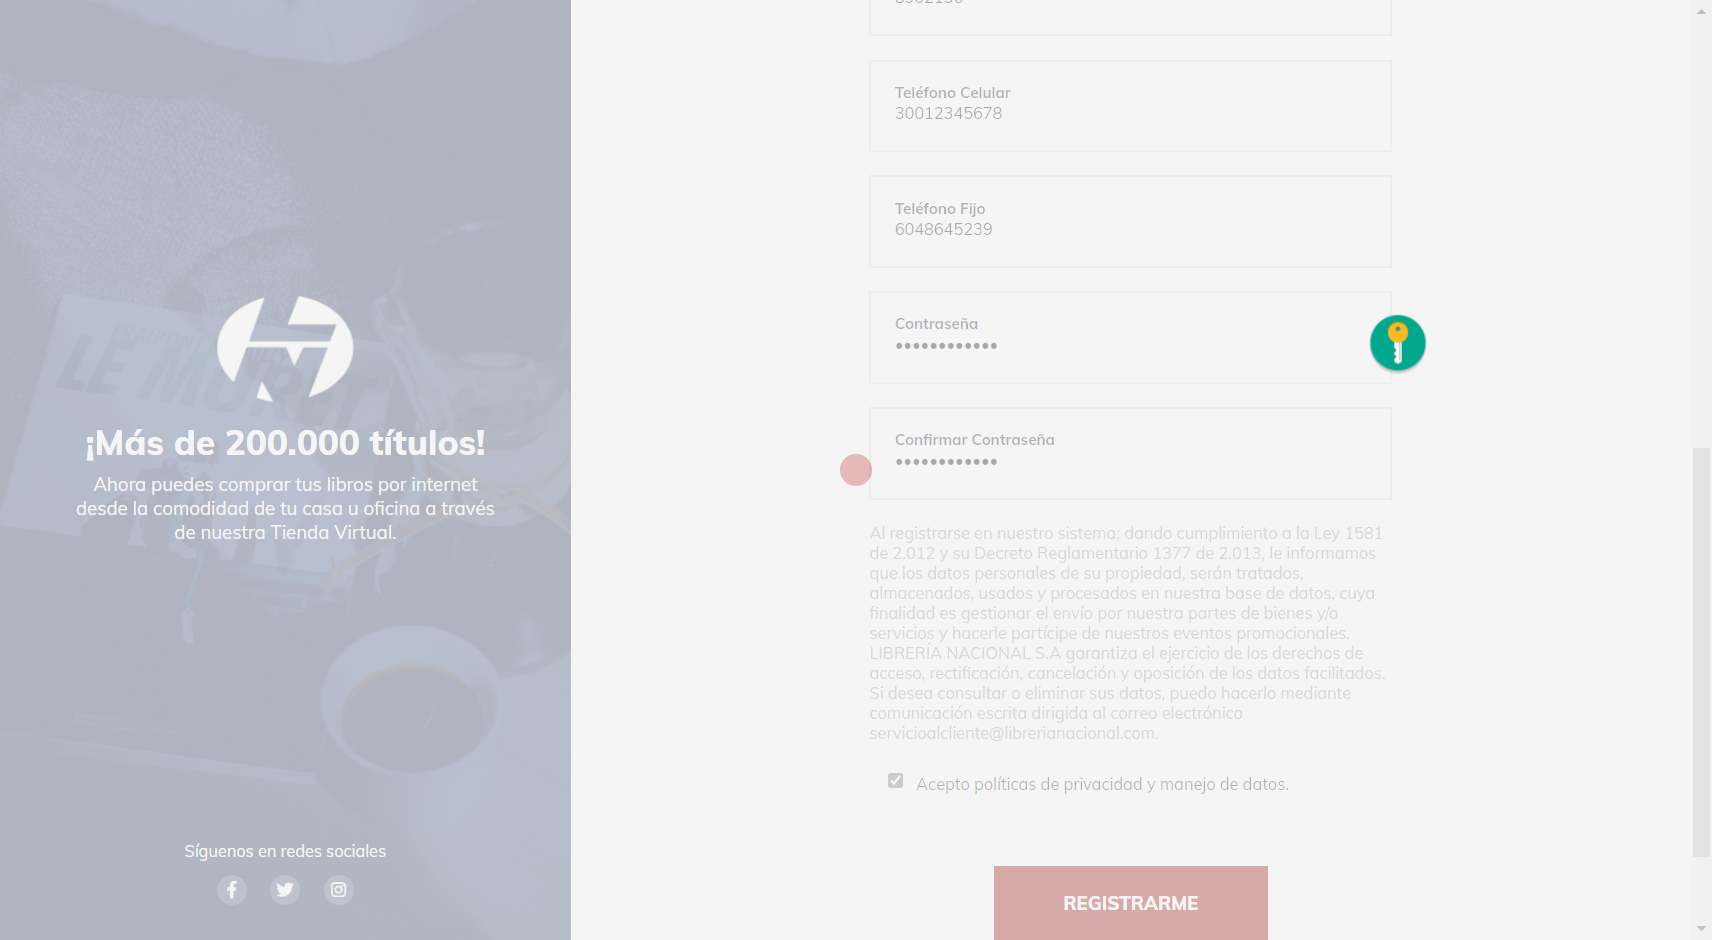 ¡Más de 200.000 títulos!
Ahora puedes comprar tus libros por internet
desde la comodidad de tu casa u oficina a través
de nuestra Tienda Virtual.
Síguenos en redes sociales
LE MURET
Teléfono Celular
30012345678
Teléfono Fijo
6048645239
Contraseña
••••••••••••
Confirmar Contraseña
••••••••••••
Al registrarse en nuestro sistema; dando cumplimiento a la Ley 1581
de 2.012 y su Decreto Reglamentario 1377 de 2.013, le informamos
que los datos personales de su propiedad, serán tratados,
almacenados, usados y procesados en nuestra base de datos, cuya
finalidad es gestionar el envío por nuestra partes de bienes y/o
servicios y hacerle partícipe de nuestros eventos promocionales.
LIBRERÍA NACIONAL S.A garantiza el ejercicio de los derechos de
acceso, rectificación, cancelación y oposición de los datos facilitados.
Si desea consultar o eliminar sus datos, puedo hacerlo mediante
comunicación escrita dirigida al correo electrónico
servicioalcliente@librerianacional.com.
Acepto políticas de privacidad y manejo de datos.
REGISTRARME